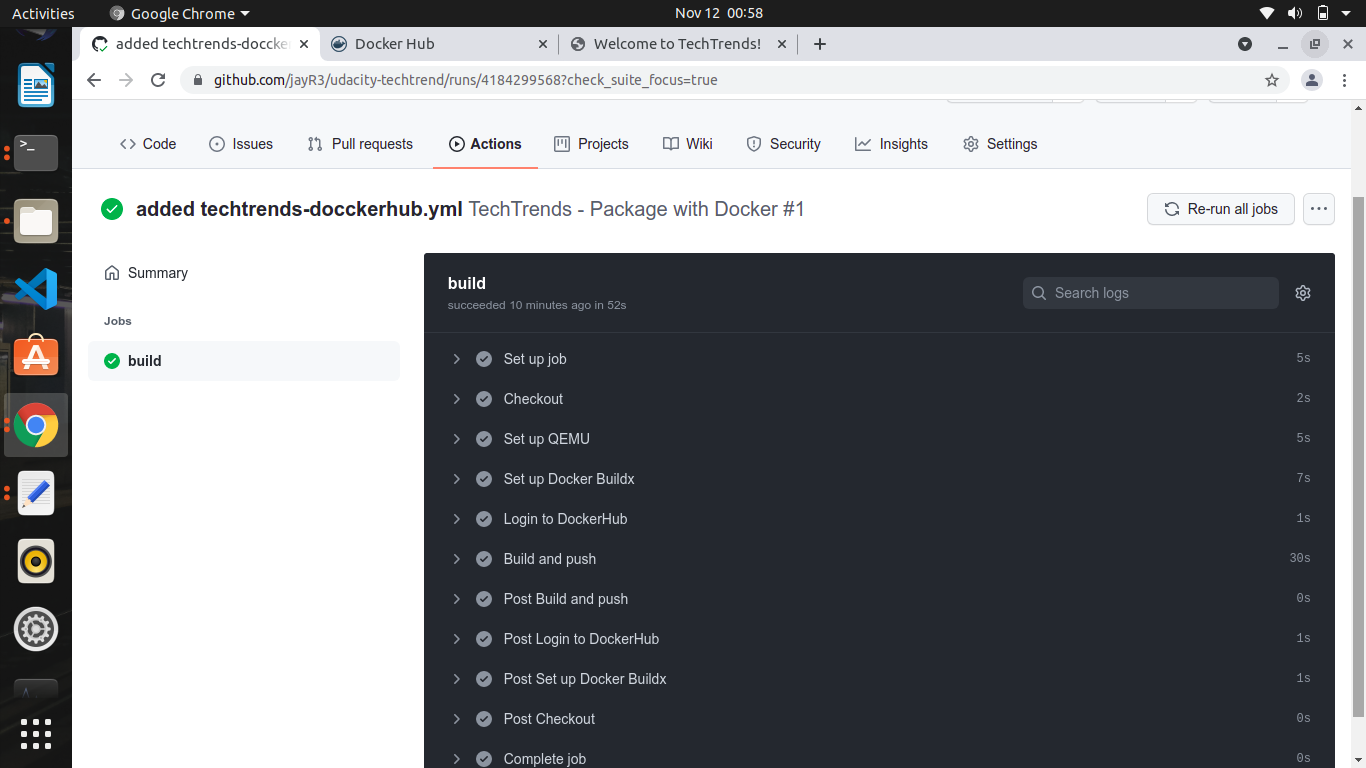 Activities Google Chrome Nov 12 00:58
added techtrends-doccke Docker Hub Welcome to TechTrends!
github.com/jayR3/udacity-techtrend/runs/4184299568?check_suite_focus=true
Code Issues Pull requests Actions Projects Wiki Security Insights Settings
added techtrends-docckerhub.yml TechTrends - Package with Docker #1 Re-run all jobs
Summary
Jobs
build
build
succeeded 10 minutes ago in 52s
Search logs
Set up job 5s
Checkout 2s
Set up QEMU 5s
Set up Docker Buildx 7s
Login to DockerHub 1s
Build and push 30s
Post Build and push 0s
Post Login to DockerHub 1s
Post Set up Docker Buildx 1s
Post Checkout 0s
Complete job 0s